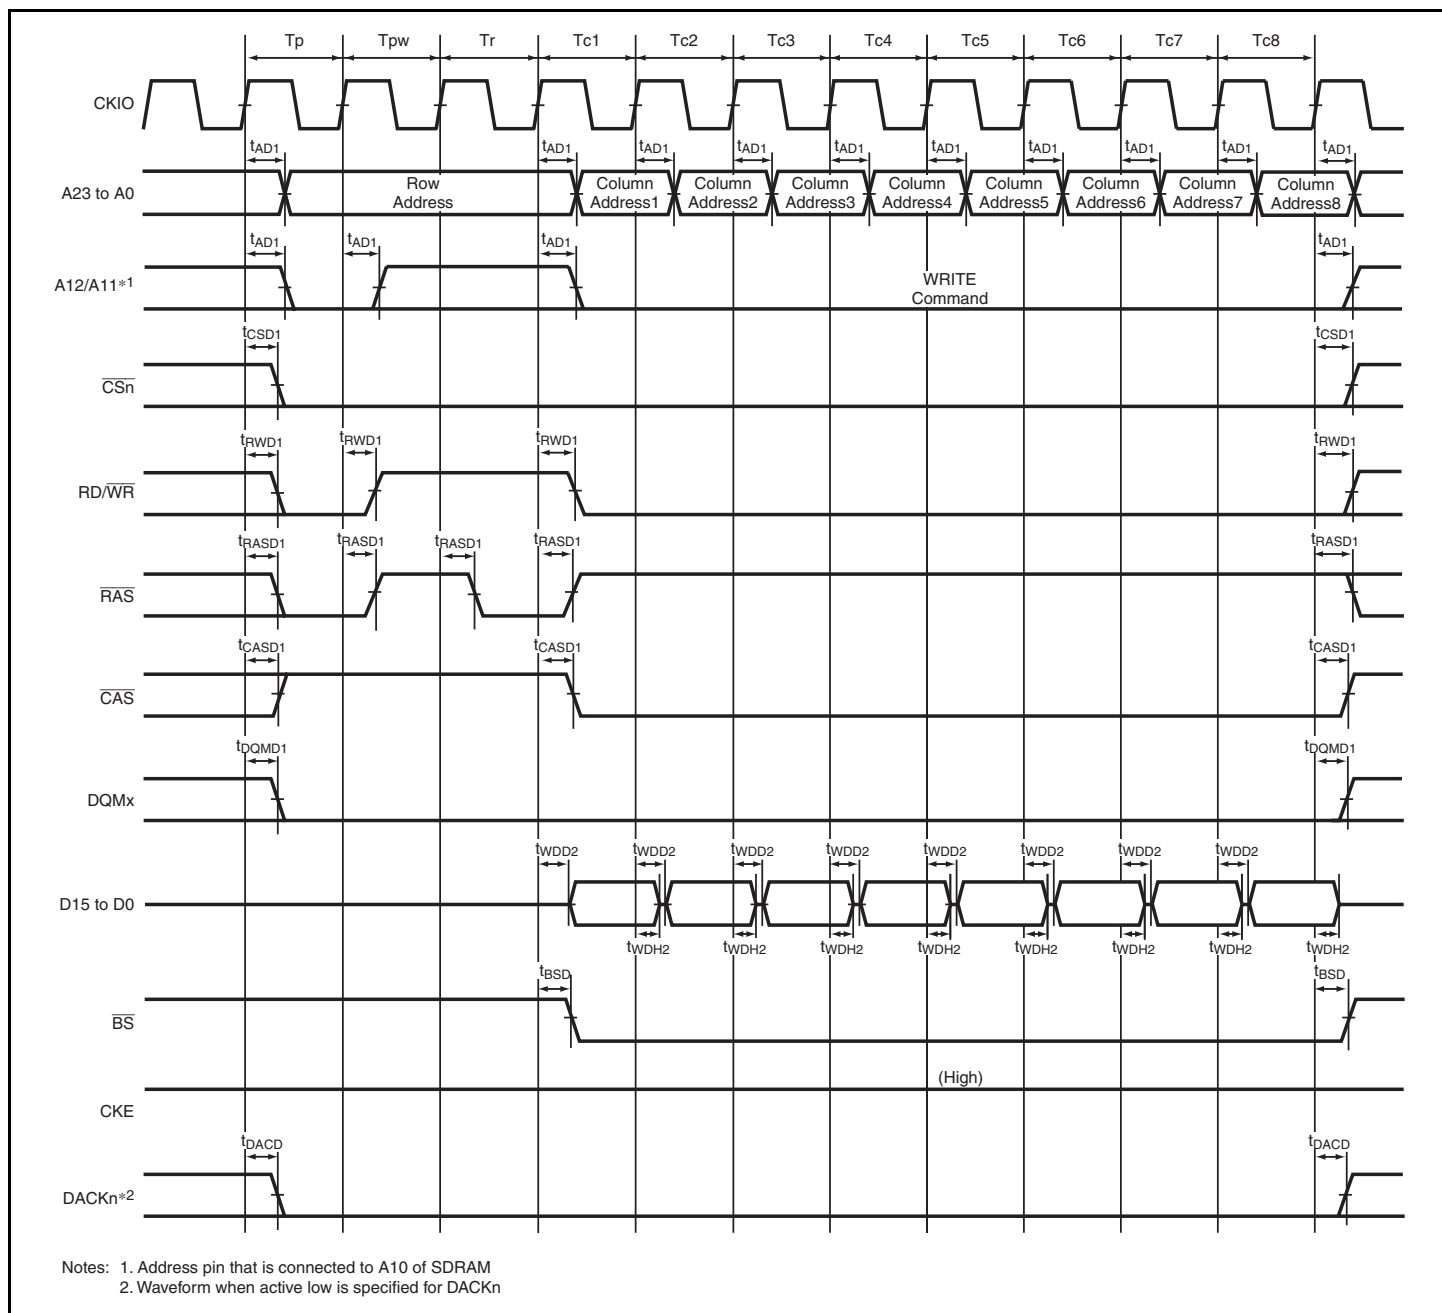 Tp Tpw Tr Tc1 Tc2 Tc3 Tc4 Tc5 Tc6 Tc7 Tc8
CKIO
tAD1 tAD1 tAD1 tAD1 tAD1 tAD1 tAD1 tAD1 tAD1 tAD1
A23 to A0
Row
Address
Column
Address1
Column
Address2
Column
Address3
Column
Address4
Column
Address5
Column
Address6
Column
Address7
Column
Address8
tAD1 tAD1 tAD1 tAD1
A12/A11*1
WRITE
Command
tCSD1 tCSD1
CSn
tRWD1 tRWD1 tRWD1 tRWD1
RD/WR
tRASD1 tRASD1 tRASD1 tRASD1 tRASD1
RAS
tCASD1 tCASD1 tCASD1
CAS
tDQMD1 tDQMD1
DQMx
tWDD2 tWDD2 tWDD2 tWDD2 tWDD2 tWDD2 tWDD2 tWDD2
D15 to D0
tWDH2 tWDH2 tWDH2 tWDH2 tWDH2 tWDH2 tWDH2 tWDH2
tBSD tBSD
BS
(High)
CKE
tDACD tDACD
DACKn*2
Notes: 1. Address pin that is connected to A10 of SDRAM
2. Waveform when active low is specified for DACKn